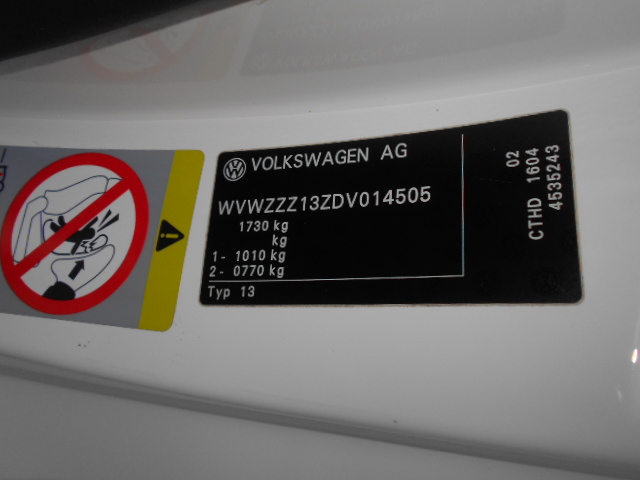 VOLKSWAGEN AG
WVWZZZ13ZDV014505
1730 kg
kg
1- 1010 kg
2- 0770 kg
Typ 13
02
CTHD 1604
4535243